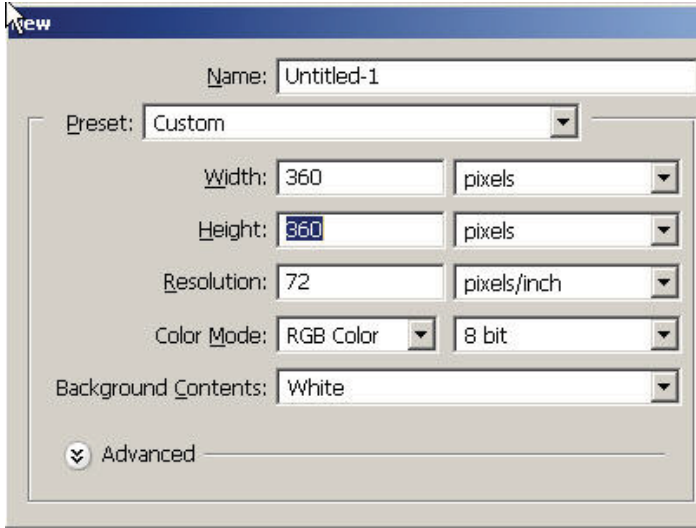 New
Name: Untitled-1
Preset: Custom
Width: 360 pixels
Height: 360 pixels
Resolution: 72 pixels/inch
Color Mode: RGB Color 8 bit
Background Contents: White
Advanced